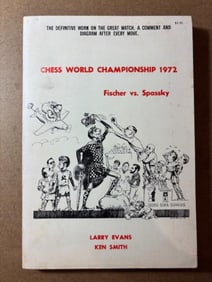 THE DEFINITIVE WORK ON THE GREAT MATCH. A COMMENT AND
DIAGRAM AFTER EVERY MOVE.
CHESS WORLD CHAMPIONSHIP 1972
Fischer vs. Spassky
LARRY EVANS
KEN SMITH